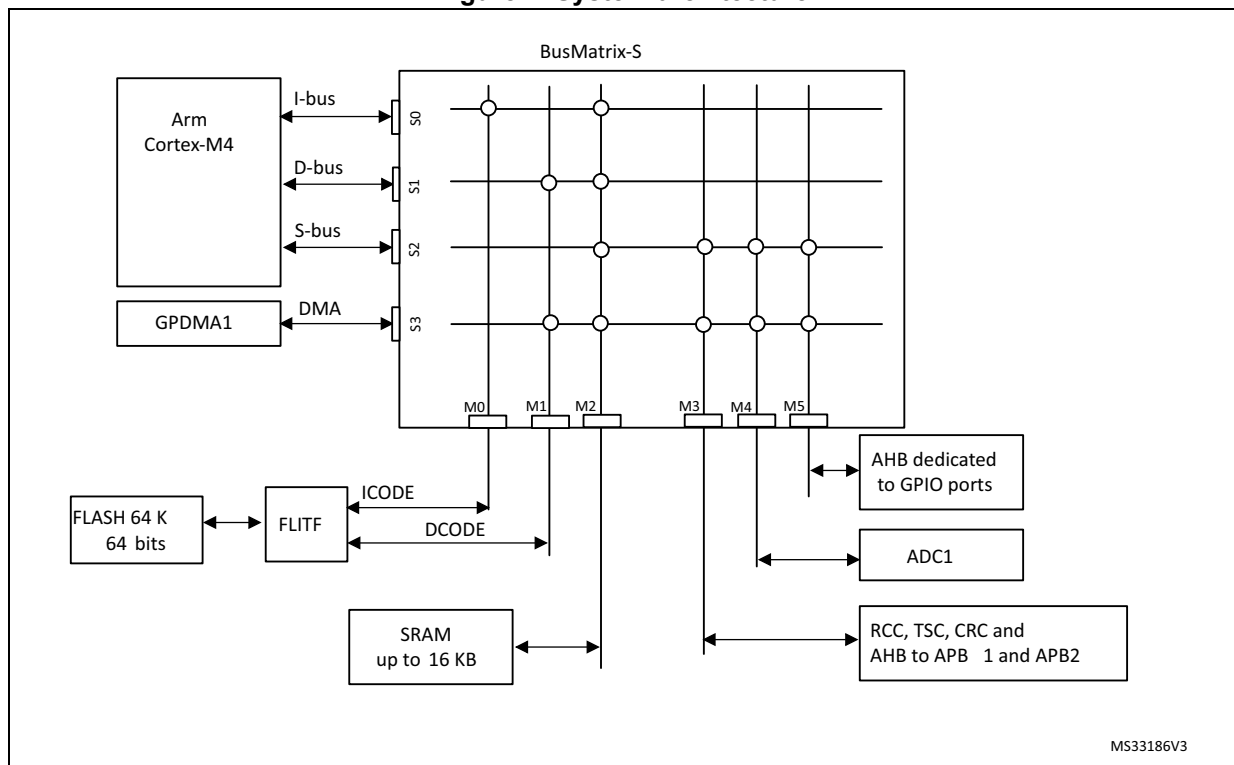 BusMatrix-S
Arm
Cortex-M4
I-bus
S0
D-bus
S1
S-bus
S2
GPDMA1
DMA
S3
M0
M1
M2
M3
M4
M5
AHB dedicated
to GPIO ports
ICODE
FLASH 64 K
64 bits
FLITF
DCODE
ADC1
SRAM
up to 16 KB
RCC, TSC, CRC and
AHB to APB 1 and APB2
MS33186V3